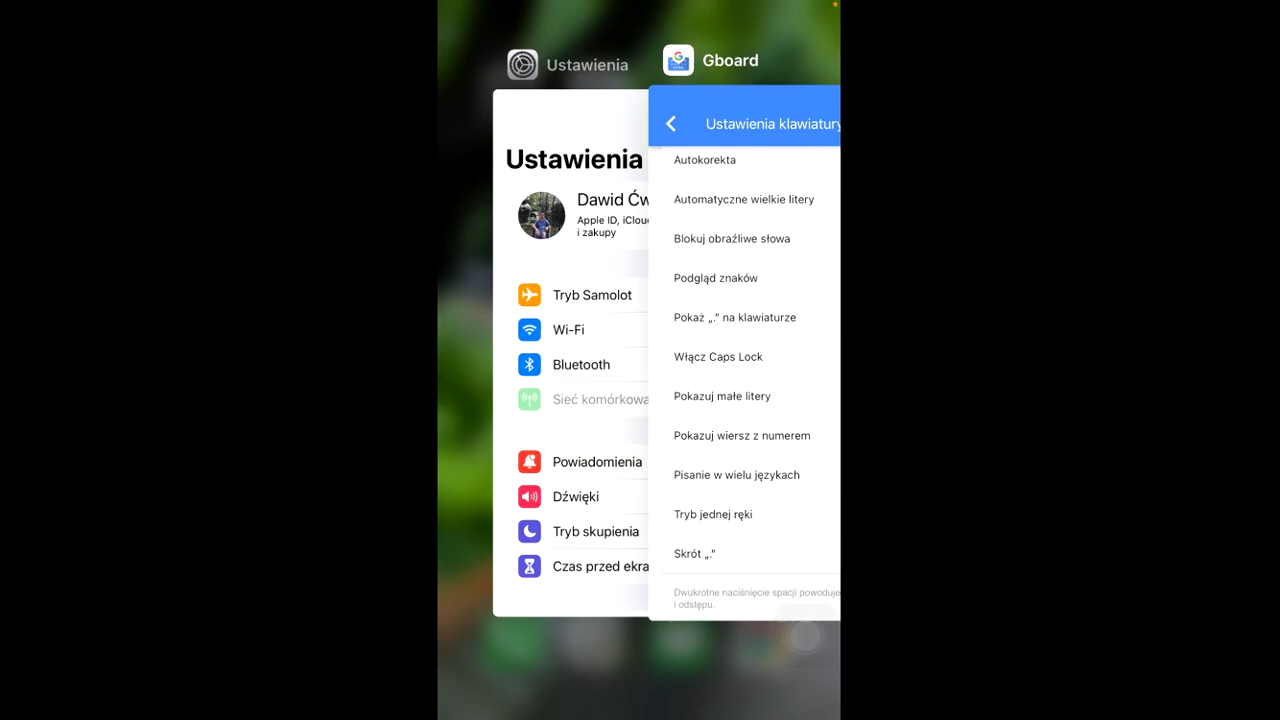 Ustawienia
Gboard
Ustawienia
Dawid Ćw
Apple ID, iClou
i zakupy
Tryb Samolot
Wi-Fi
Bluetooth
Sieć komórkowa
Powiadomienia
Dźwięki
Tryb skupienia
Czas przed ekra
Ustawienia klawiatury
Autokorekta
Automatyczne wielkie litery
Blokuj obraźliwe słowa
Podgląd znaków
Pokaż „.” na klawiaturze
Włącz Caps Lock
Pokazuj małe litery
Pokazuj wiersz z numerem
Pisanie w wielu językach
Tryb jednej ręki
Skrót „.”
Dwukrotne naciśnięcie spacji powoduje
i odstępu.